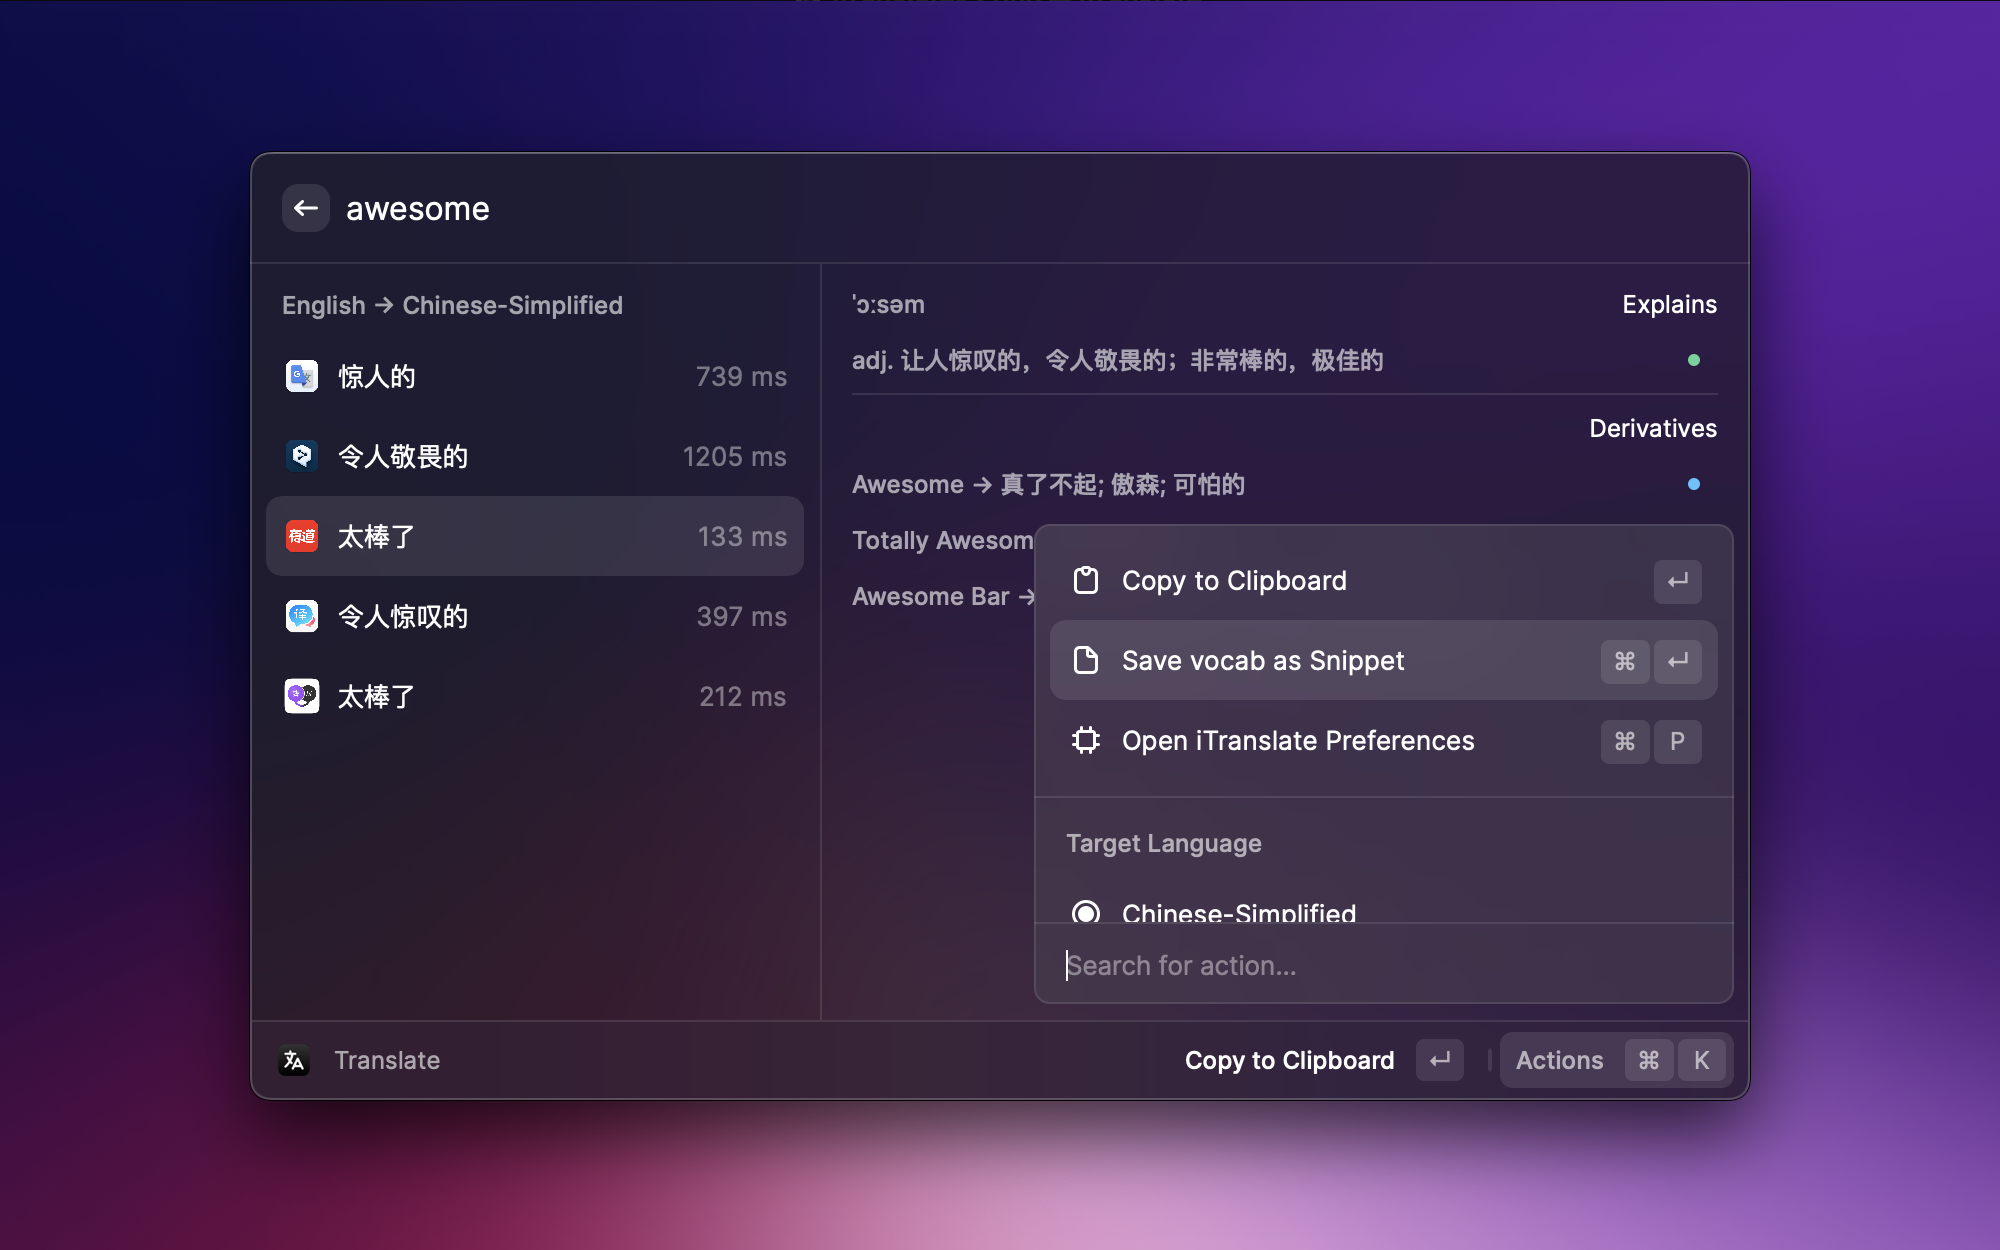 awesome
English → Chinese-Simplified
惊人的 739 ms
令人敬畏的 1205 ms
有道 太棒了 133 ms
译 令人惊叹的 397 ms
太棒了 212 ms
ˈɔːsəm Explains
adj. 让人惊叹的，令人敬畏的；非常棒的，极佳的
Derivatives
Awesome → 真了不起; 傲森; 可怕的
Totally Awesom
Awesome Bar →
Copy to Clipboard ↵
Save vocab as Snippet ⌘ ↵
Open iTranslate Preferences ⌘ P
Target Language
Chinese-Simplified
Search for action...
Translate
Copy to Clipboard ↵ Actions ⌘ K